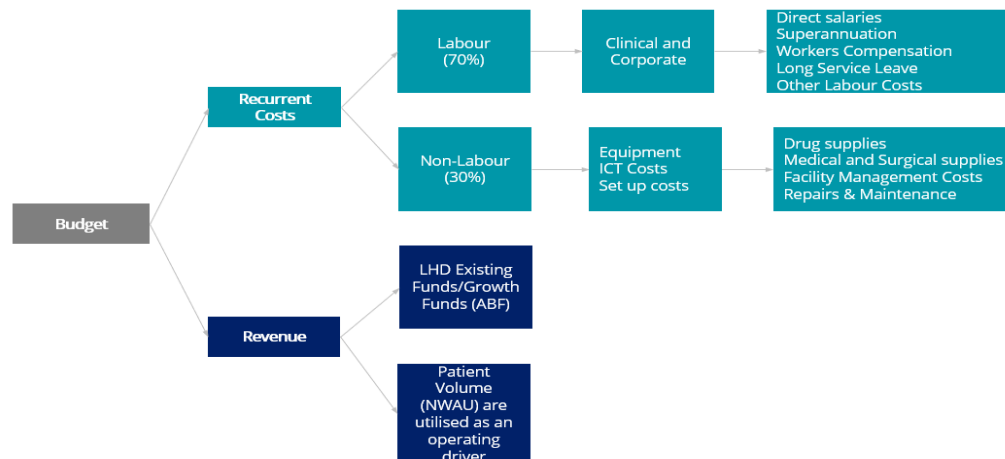 Budget
Recurrent
Costs
Labour
(70%)
Clinical and
Corporate
Direct salaries
Superannuation
Workers Compensation
Long Service Leave
Other Labour Costs
Non-Labour
(30%)
Equipment
ICT Costs
Set up costs
Drug supplies
Medical and Surgical supplies
Facility Management Costs
Repairs & Maintenance
Revenue
LHD Existing
Funds/Growth
Funds (ABF)
Patient
Volume
(NWAU) are
utilised as an
operating
driver